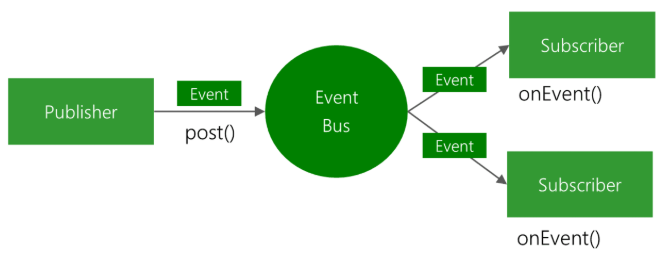 Publisher
Event
post()
Event
Bus
Event
Subscriber
onEvent()
Event
Subscriber
onEvent()